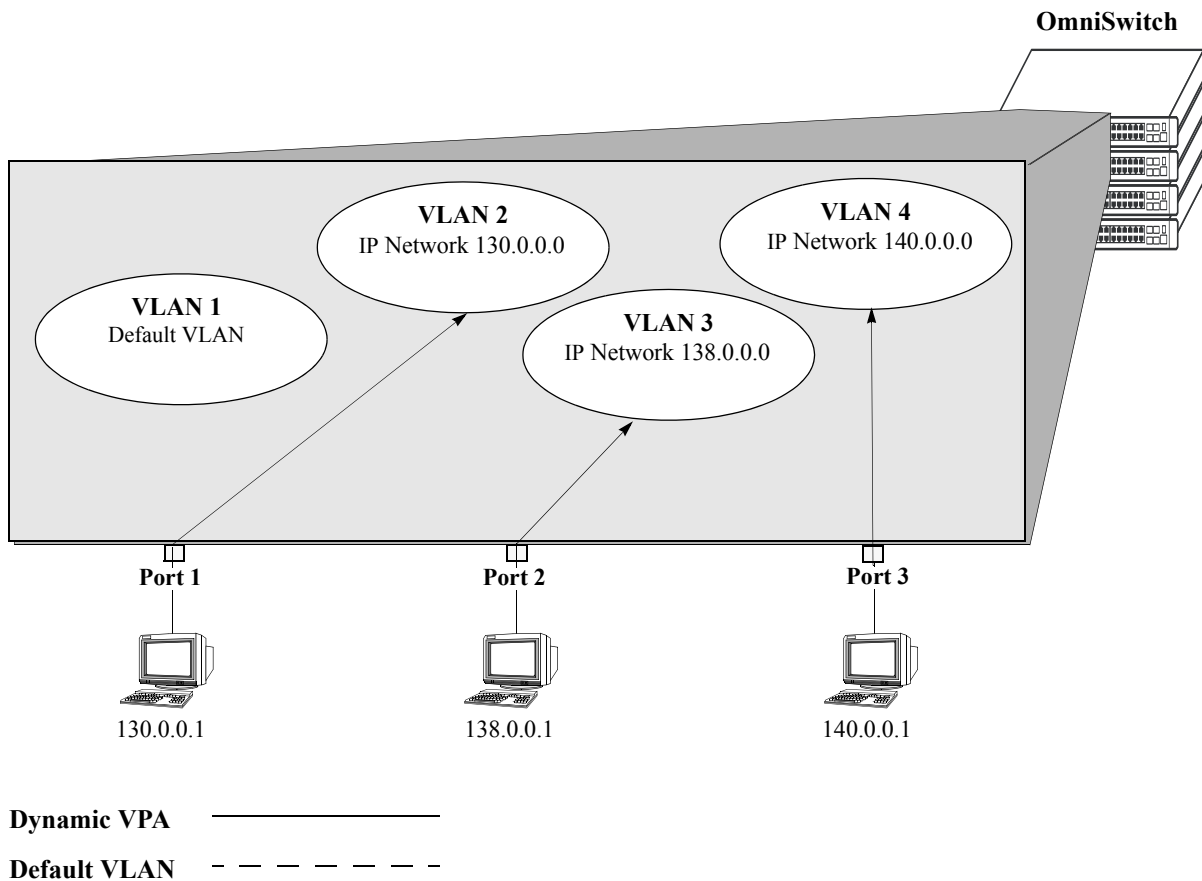 OmniSwitch
VLAN 2
IP Network 130.0.0.0
VLAN 4
IP Network 140.0.0.0
VLAN 1
Default VLAN
VLAN 3
IP Network 138.0.0.0
Port 1
Port 2
Port 3
130.0.0.1
138.0.0.1
140.0.0.1
Dynamic VPA
Default VLAN